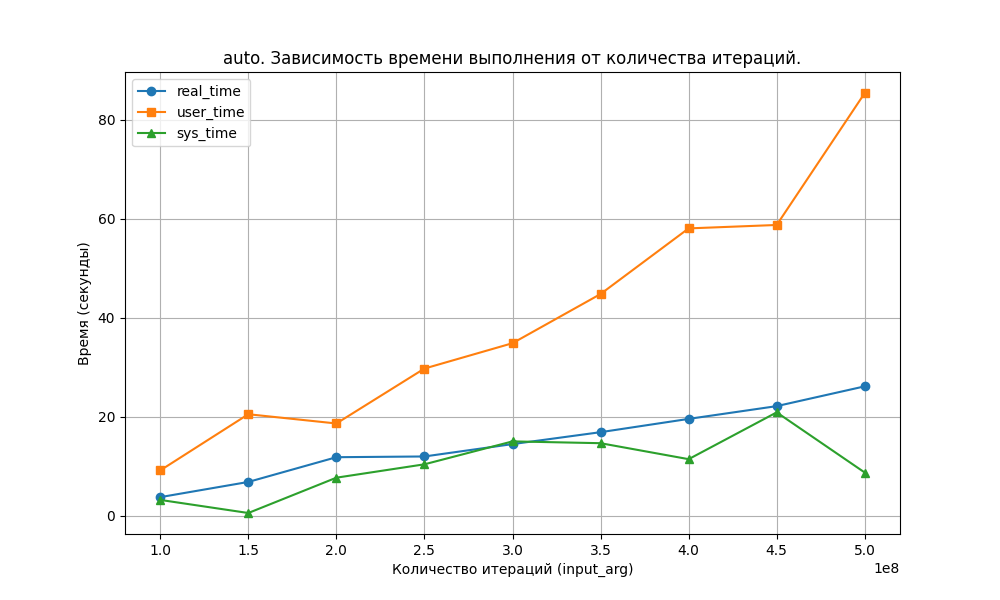 auto. Зависимость времени выполнения от количества итераций.
real_time
user_time
sys_time
Время (секунды)
80
60
40
20
0
1.0 1.5 2.0 2.5 3.0 3.5 4.0 4.5 5.0
1e8
Количество итераций (input_arg)